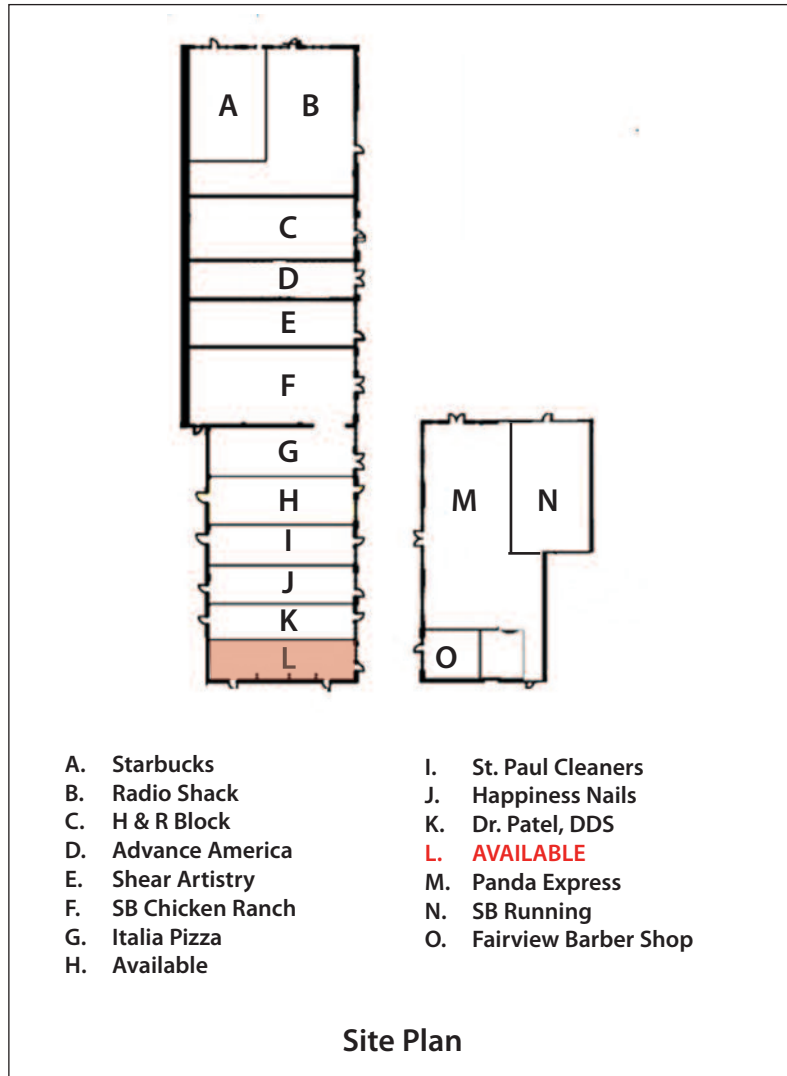 A
B
C
D
E
F
G
H
I
J
K
L
M
N
O
A. Starbucks
B. Radio Shack
C. H & R Block
D. Advance America
E. Shear Artistry
F. SB Chicken Ranch
G. Italia Pizza
H. Available
I. St. Paul Cleaners
J. Happiness Nails
K. Dr. Patel, DDS
L. AVAILABLE
M. Panda Express
N. SB Running
O. Fairview Barber Shop
Site Plan